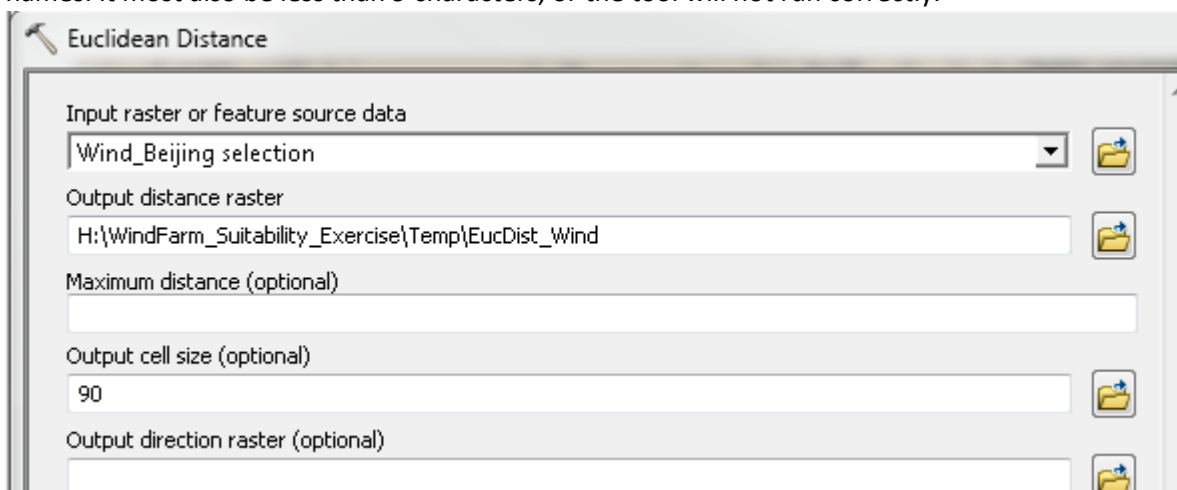 Euclidean Distance
Input raster or feature source data
Wind_Beijing selection
Output distance raster
H:\WindFarm_Suitability_Exercise\Temp\EucDist_Wind
Maximum distance (optional)
Output cell size (optional)
90
Output direction raster (optional)